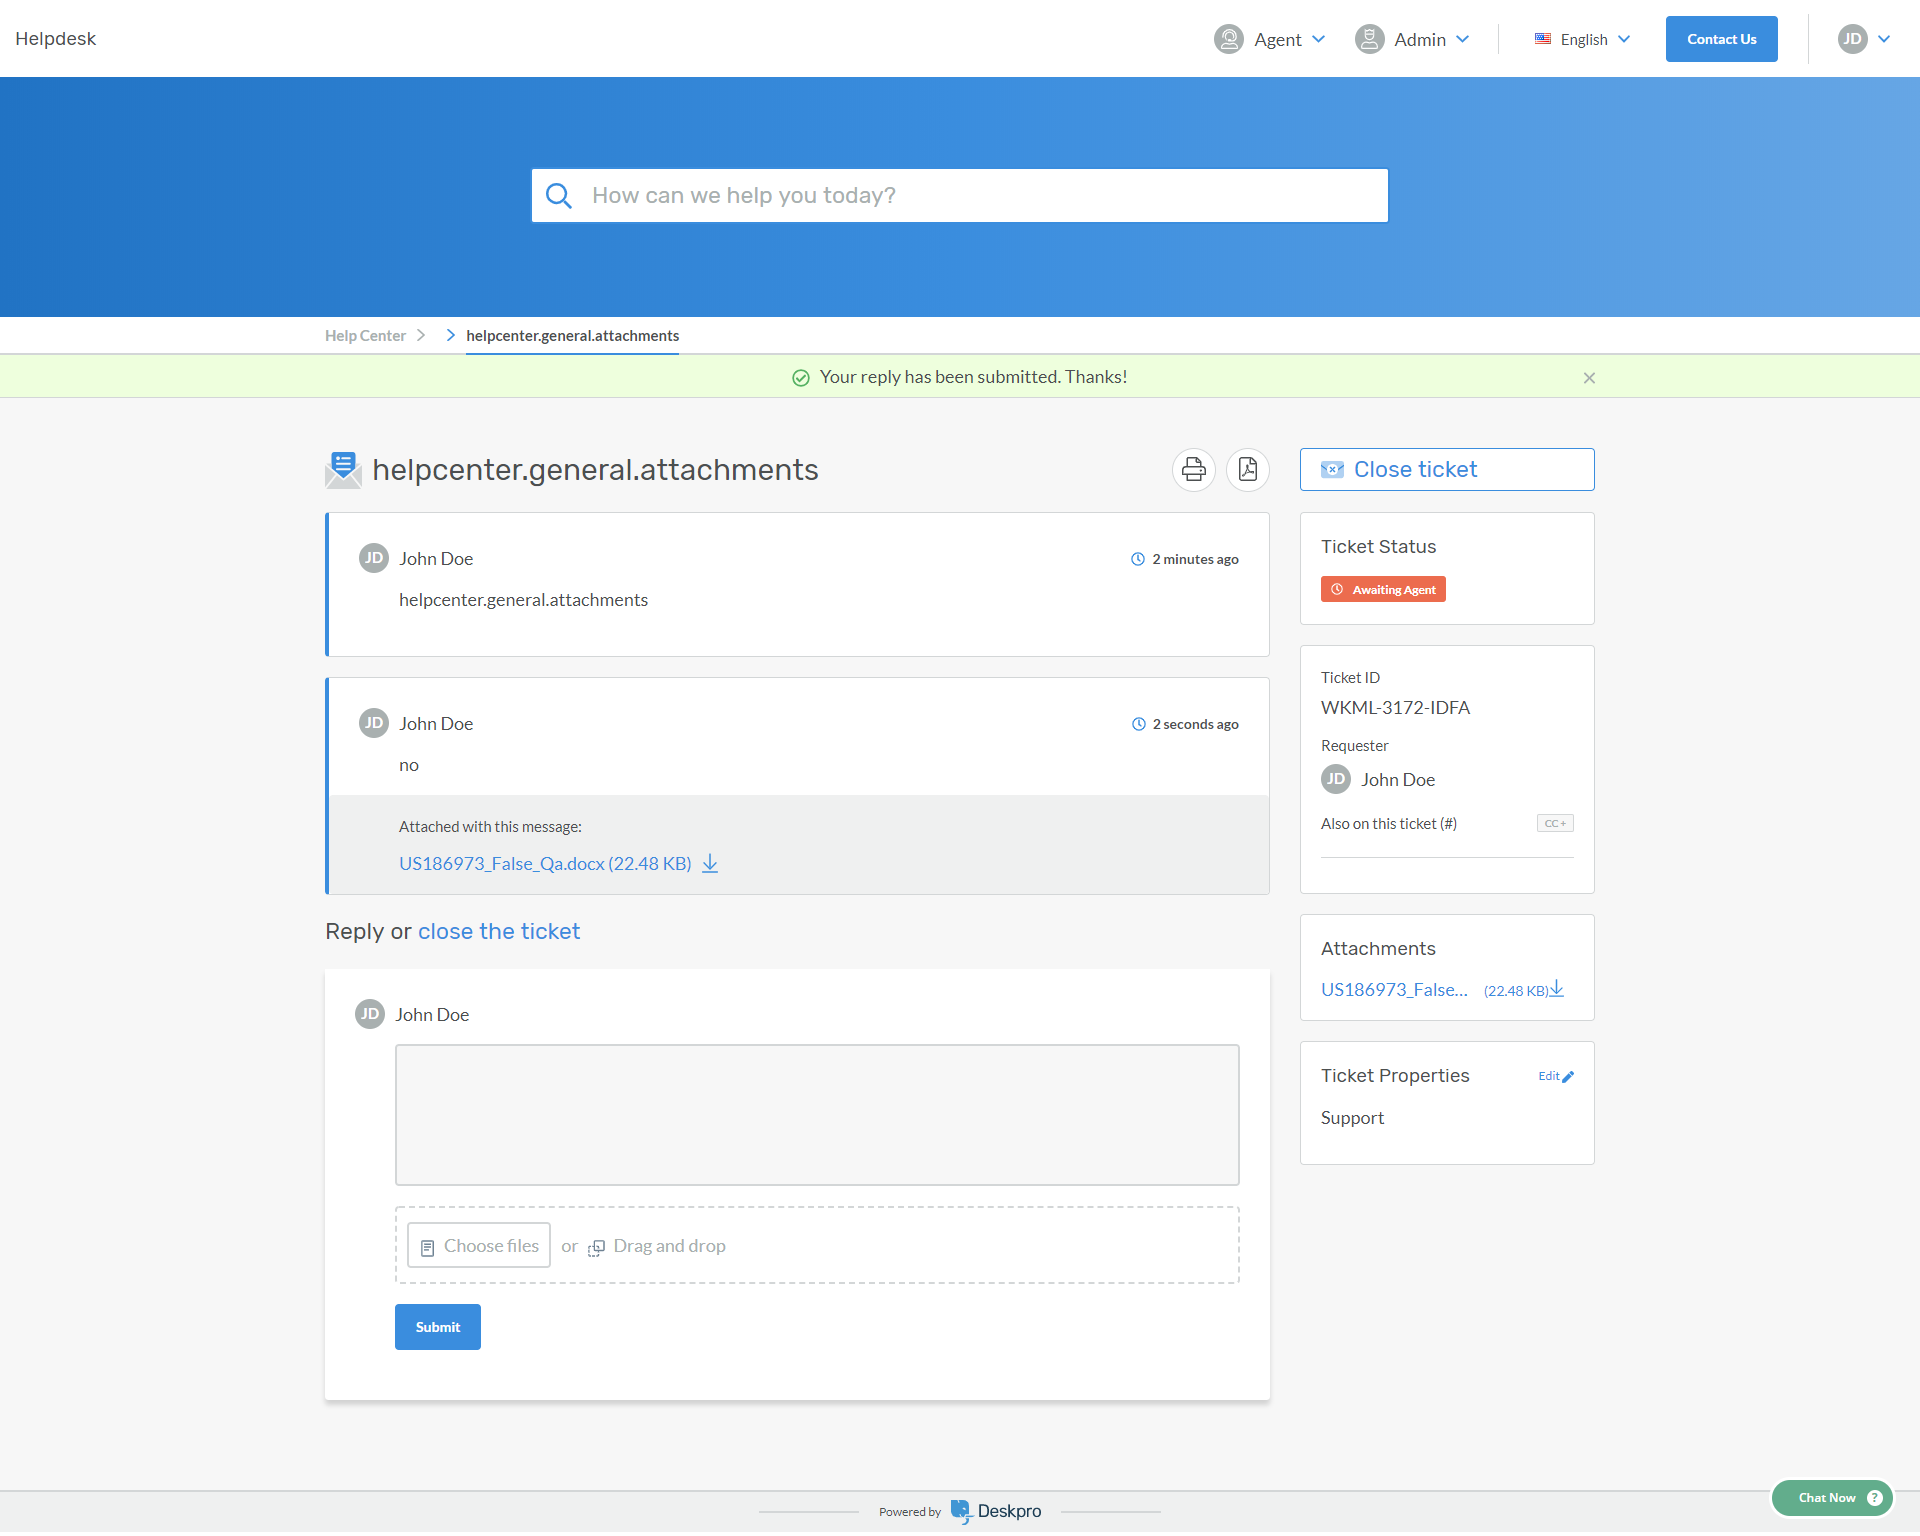 Helpdesk
Agent
Admin
English
Contact Us
JD
How can we help you today?
Help Center
helpcenter.general.attachments
Your reply has been submitted. Thanks!
helpcenter.general.attachments
Close ticket
JD John Doe
2 minutes ago
helpcenter.general.attachments
Ticket Status
Awaiting Agent
JD John Doe
2 seconds ago
no
Attached with this message:
US186973_False_Qa.docx (22.48 KB)
Ticket ID
WKML-3172-IDFA
Requester
JD John Doe
Also on this ticket (#)
CC +
Reply or close the ticket
Attachments
US186973_False... (22.48 KB)
JD John Doe
Ticket Properties
Edit
Support
Choose files or Drag and drop
Submit
Powered by Deskpro
Chat Now ?